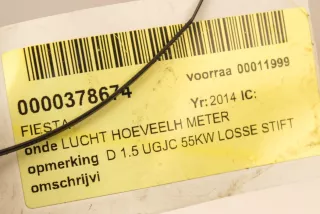 0000378674
Voorraa 00011999
FIESTA
Yr: 2014 IC:
onde LUCHT HOEVEELH METER
opmerking D 1.5 UGJC 55KW LOSSE STIFT
omschrijvi